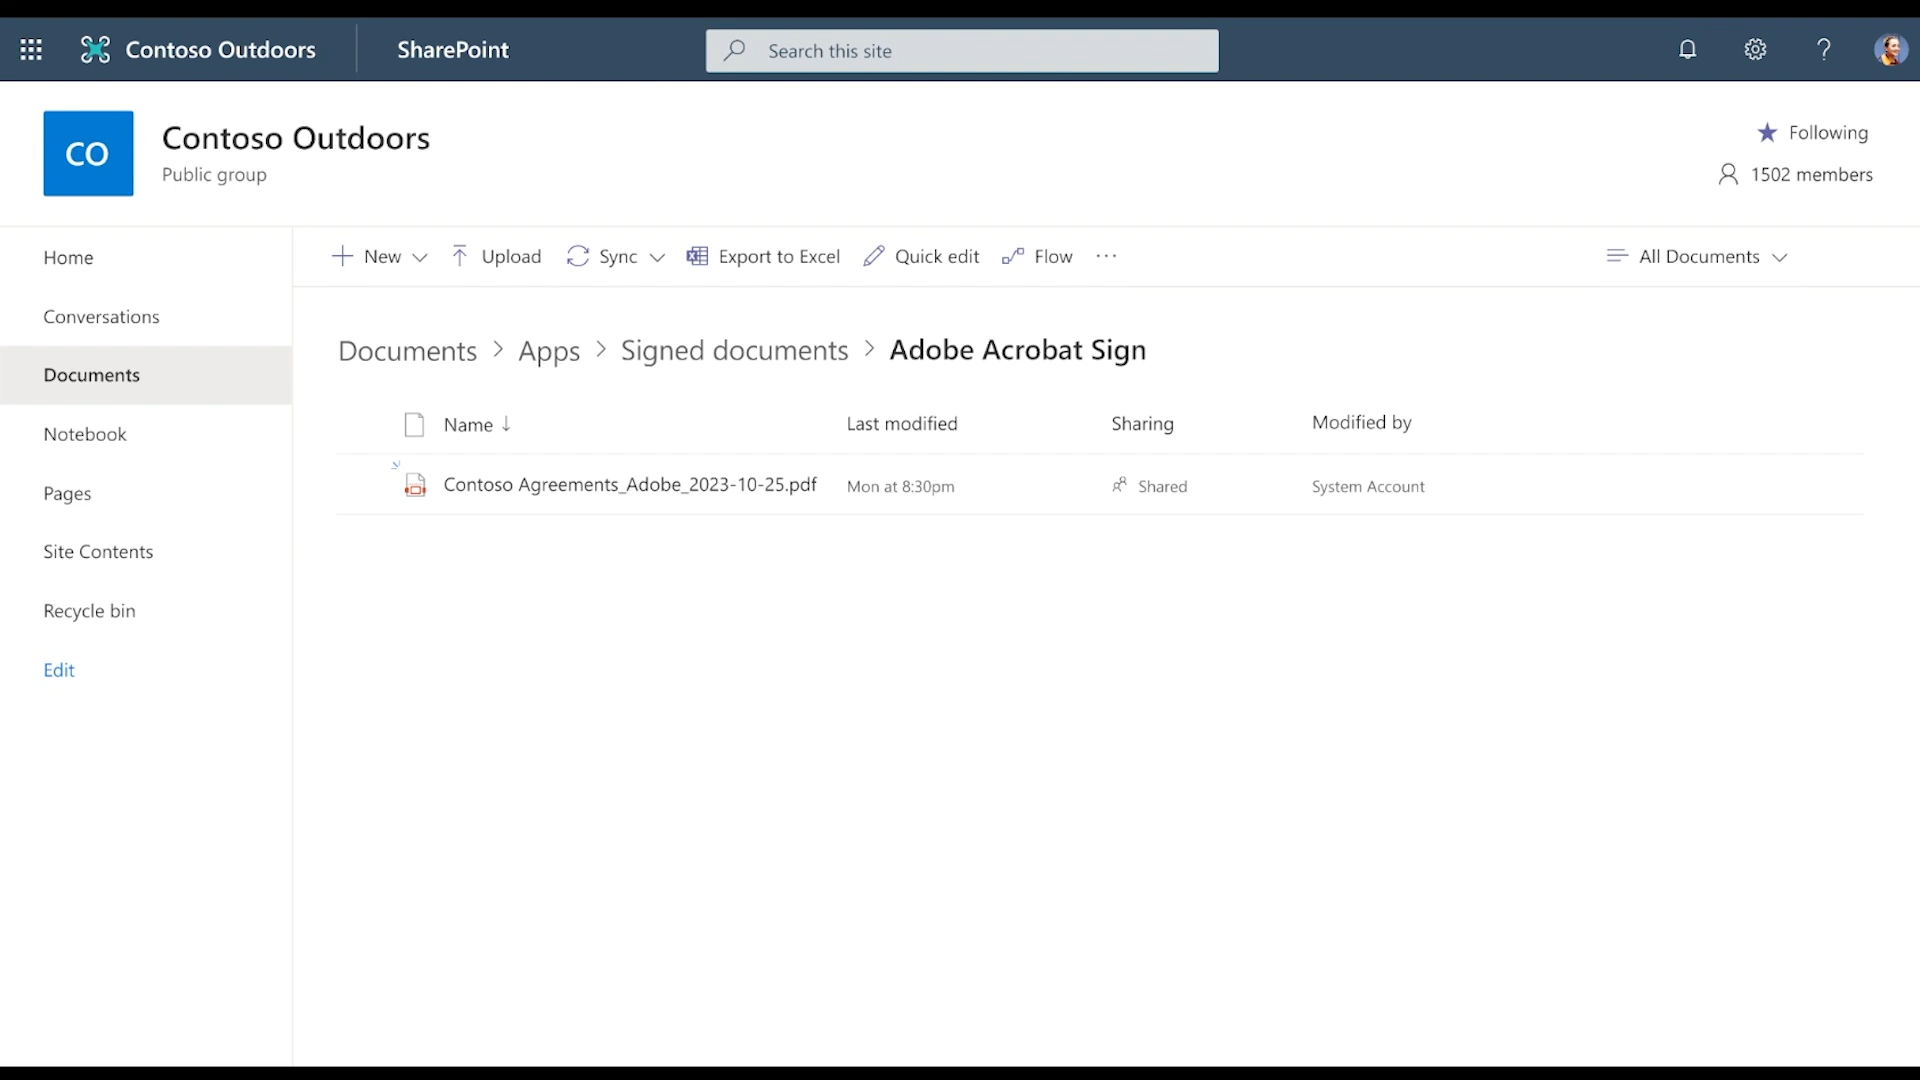 Contoso Outdoors SharePoint Search this site ?
CO
Contoso Outdoors
Public group
Following
1502 members
Home
Conversations
Documents
Notebook
Pages
Site Contents
Recycle bin
Edit
New Upload Sync Export to Excel Quick edit Flow ··· All Documents
Documents > Apps > Signed documents > Adobe Acrobat Sign
Name ↓ Last modified Sharing Modified by
Contoso Agreements_Adobe_2023-10-25.pdf Mon at 8:30pm Shared System Account